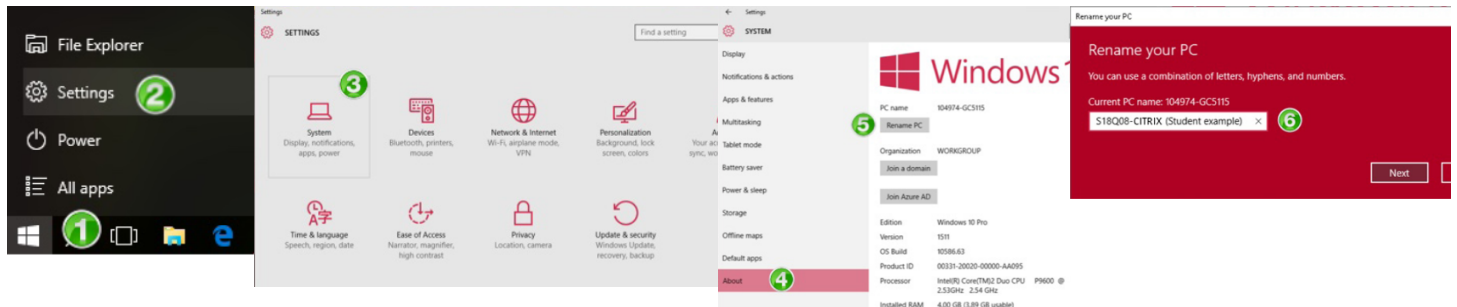 File Explorer
Settings
2
Power
All apps
1
Settings
SETTINGS
Find a setting
3
System
Display, notifications,
apps, power
Devices
Bluetooth, printers,
mouse
Network & Internet
Wi-Fi, airplane mode,
VPN
Personalization
Background, lock
screen, colors
A
Your ac
sync, wo
Time & language
Speech, region, date
Ease of Access
Narrator, magnifier,
high contrast
Privacy
Location, camera
Update & security
Windows Update,
recovery, backup
Settings
SYSTEM
Display
Notifications & actions
Apps & features
Multitasking
Tablet mode
Battery saver
Power & sleep
Storage
Offline maps
Default apps
About
4
Windows 1
PC name 104974-GC5115
5
Rename PC
Organization WORKGROUP
Join a domain
Join Azure AD
Edition Windows 10 Pro
Version 1511
OS Build 10586.63
Product ID 00331-20020-00000-AA095
Processor Intel(R) Core(TM)2 Duo CPU P9600 @
2.53GHz 2.54 GHz
Installed RAM 4.00 GB (3.89 GB usable)
Rename your PC
Rename your PC
You can use a combination of letters, hyphens, and numbers.
Current PC name: 104974-GC5115
S18Q08-CITRIX (Student example) ×
6
Next